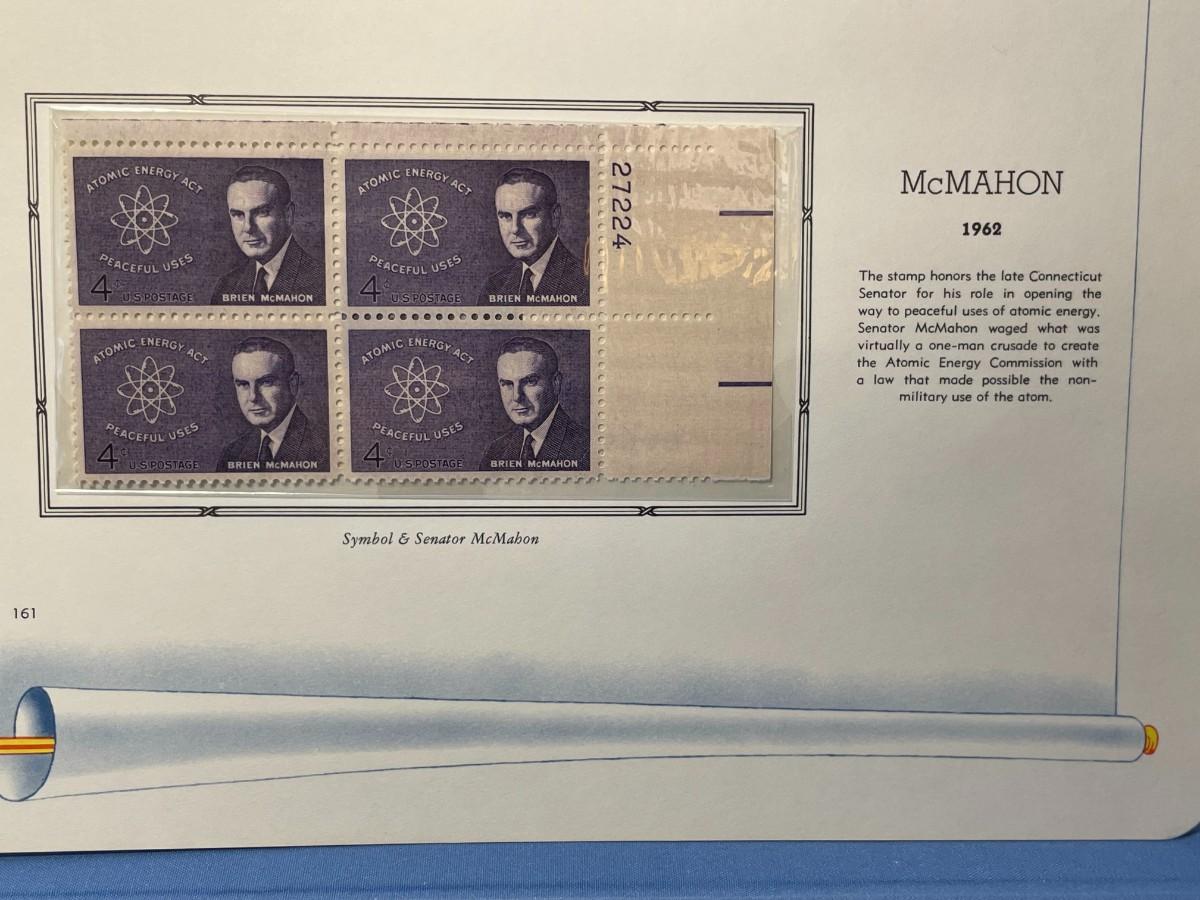 ATOMIC ENERGY ACT
PEACEFUL USES
4¢ U.S. POSTAGE
BRIEN McMAHON
ATOMIC ENERGY ACT
PEACEFUL USES
4¢ U.S. POSTAGE
BRIEN McMAHON
27224
ATOMIC ENERGY ACT
PEACEFUL USES
4¢ U.S. POSTAGE
BRIEN McMAHON
ATOMIC ENERGY ACT
PEACEFUL USES
4¢ U.S. POSTAGE
BRIEN McMAHON
Symbol & Senator McMahon
McMAHON
1962
The stamp honors the late Connecticut
Senator for his role in opening the
way to peaceful uses of atomic energy.
Senator McMahon waged what was
virtually a one-man crusade to create
the Atomic Energy Commission with
a law that made possible the non-
military use of the atom.
161